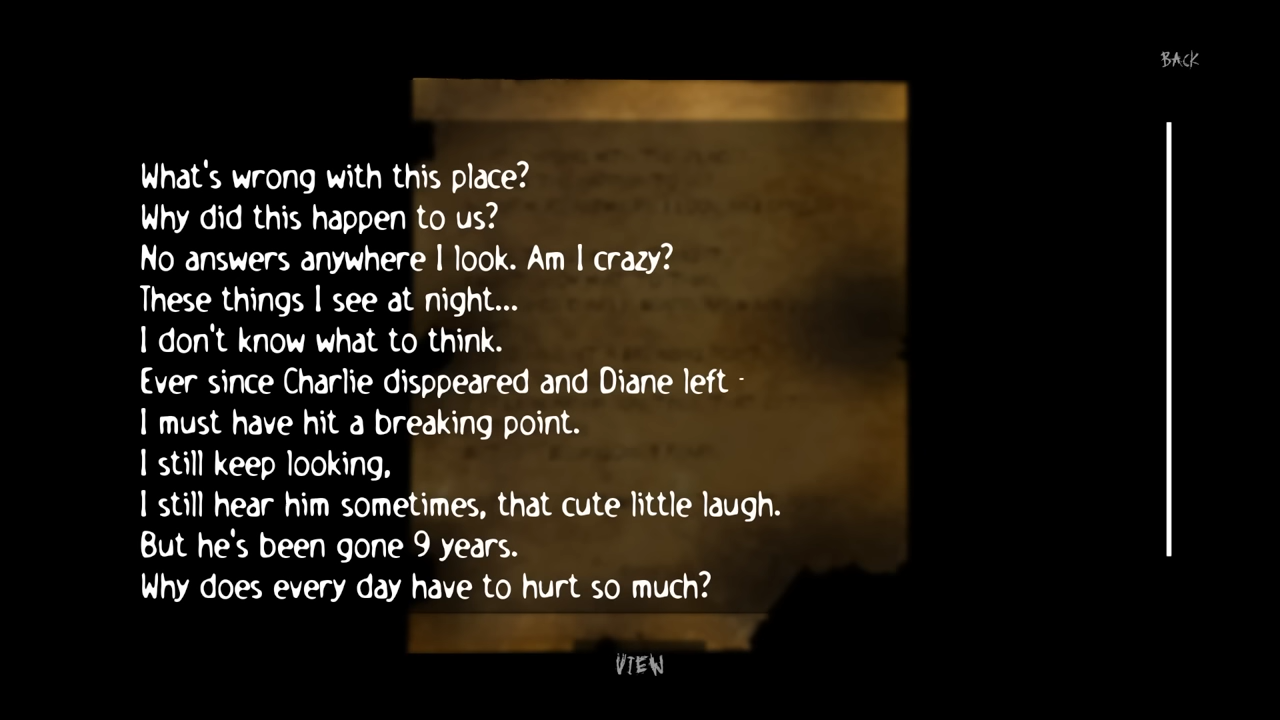 BACK
What's wrong with this place?
Why did this happen to us?
No answers anywhere I look. Am I crazy?
These things I see at night...
I don't know what to think.
Ever since Charlie disppeared and Diane left -
I must have hit a breaking point.
I still keep looking,
I still hear him sometimes, that cute little laugh.
But he's been gone 9 years.
Why does every day have to hurt so much?
VIEW